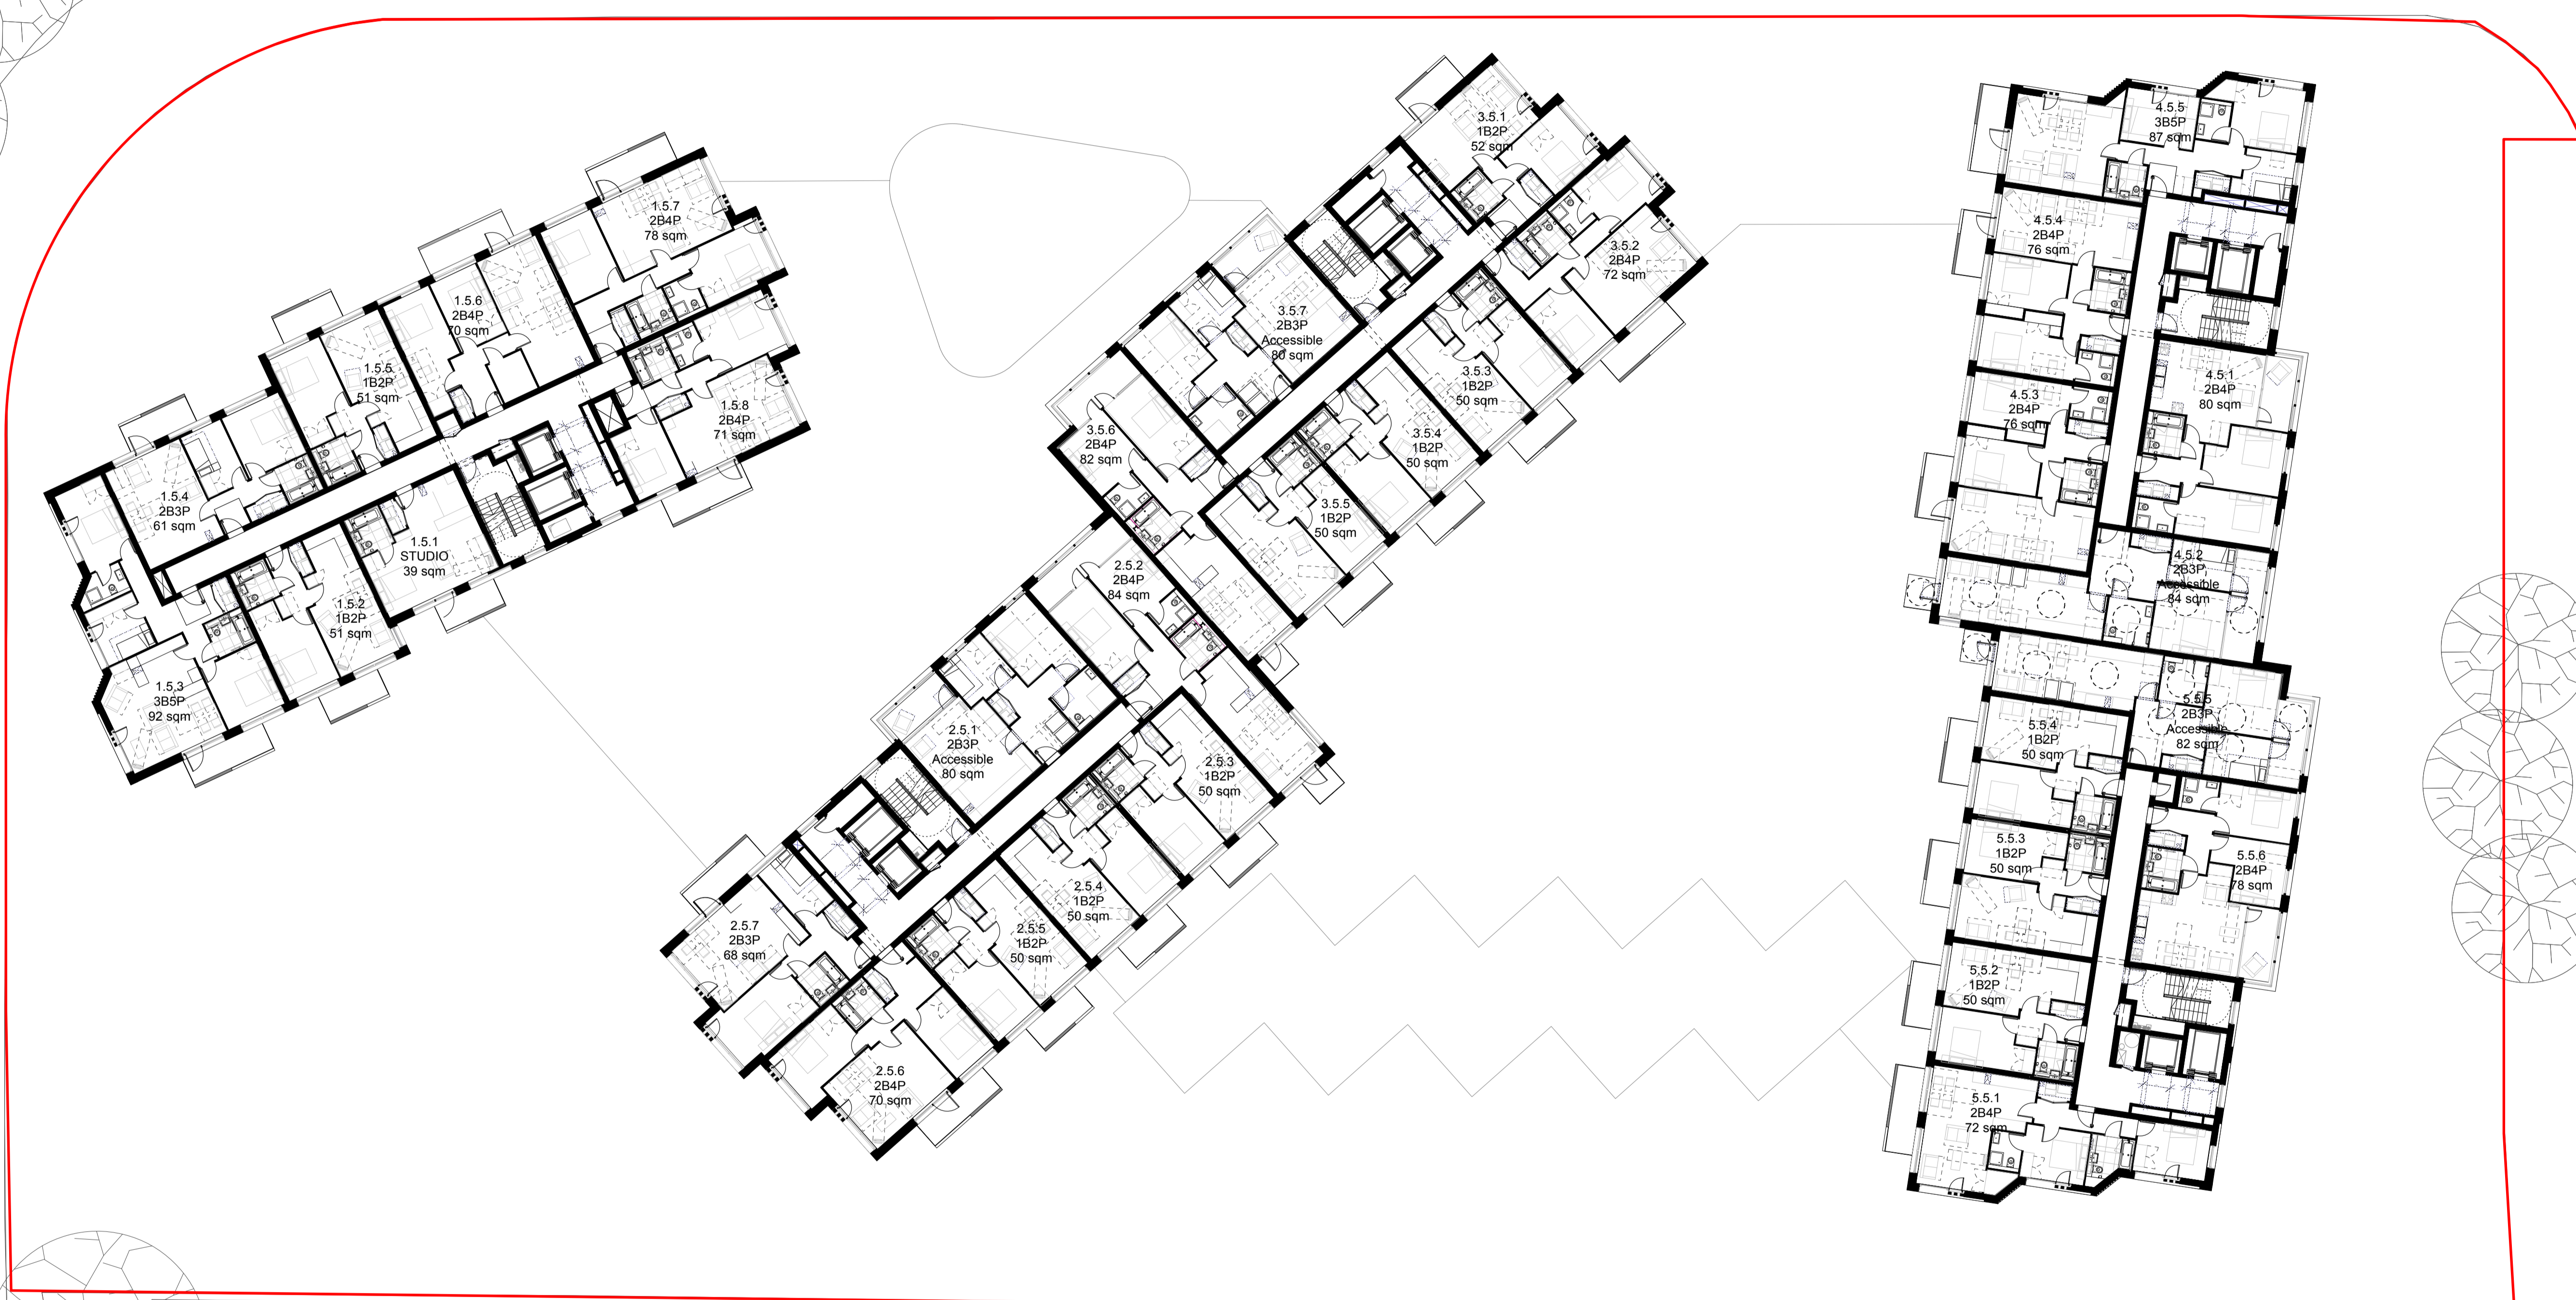 1.5.7
2B4P
78 sqm
1.5.6
2B4P
70 sqm
1.5.5
1B2P
51 sqm
1.5.8
2B4P
71 sqm
1.5.4
2B3P
61 sqm
1.5.1
STUDIO
39 sqm
1.5.2
1B2P
51 sqm
1.5.3
3B5P
92 sqm
3.5.1
1B2P
52 sqm
3.5.2
2B4P
72 sqm
3.5.7
2B3P
Accessible
80 sqm
3.5.3
1B2P
50 sqm
3.5.6
2B4P
82 sqm
3.5.4
1B2P
50 sqm
3.5.5
1B2P
50 sqm
2.5.2
2B4P
84 sqm
2.5.1
2B3P
Accessible
80 sqm
2.5.3
1B2P
50 sqm
2.5.4
1B2P
50 sqm
2.5.5
1B2P
50 sqm
2.5.7
2B3P
68 sqm
2.5.6
2B4P
70 sqm
4.5.5
3B5P
87 sqm
4.5.4
2B4P
76 sqm
4.5.1
2B4P
80 sqm
4.5.3
2B4P
76 sqm
4.5.2
2B3P
Accessible
84 sqm
5.5.5
2B3P
Accessible
82 sqm
5.5.4
1B2P
50 sqm
5.5.3
1B2P
50 sqm
5.5.6
2B4P
78 sqm
5.5.2
1B2P
50 sqm
5.5.1
2B4P
72 sqm